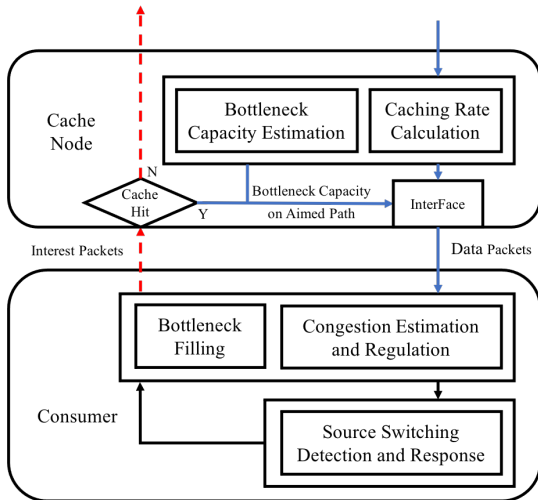 Cache
Node
Bottleneck
Capacity Estimation
Caching Rate
Calculation
N
Cache
Hit
Y
Bottleneck Capacity
on Aimed Path
InterFace
Interest Packets
Data Packets
Bottleneck
Filling
Congestion Estimation
and Regulation
Consumer
Source Switching
Detection and Response